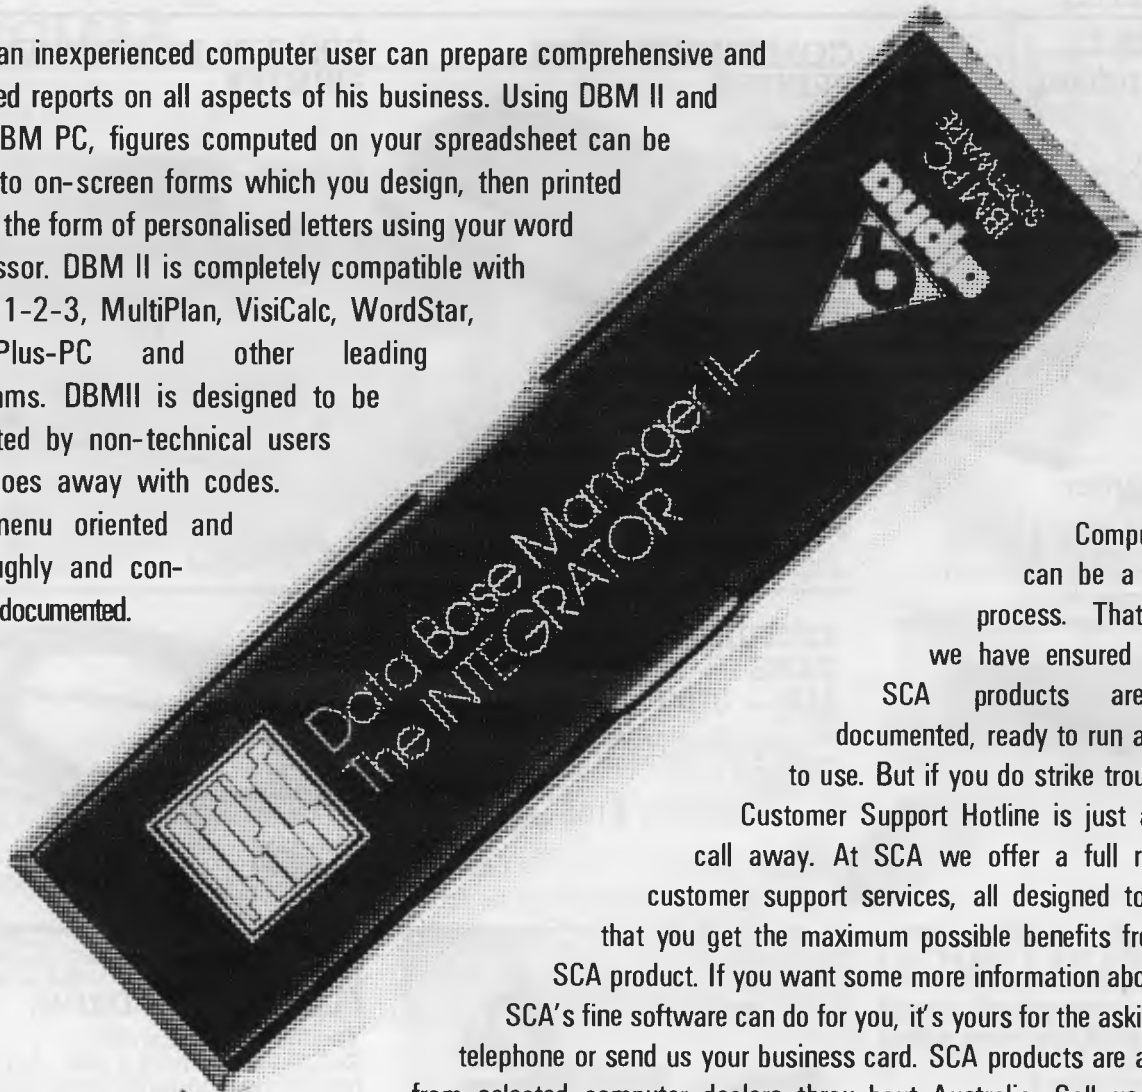 an inexperienced computer user can prepare comprehensive and
ed reports on all aspects of his business. Using DBM II and
BM PC, figures computed on your spreadsheet can be
to on-screen forms which you design, then printed
the form of personalised letters using your word
ssor. DBM II is completely compatible with
1-2-3, MultiPlan, VisiCalc, WordStar,
Plus-PC and other leading
ams. DBMII is designed to be
ted by non-technical users
oes away with codes.
menu oriented and
ughly and con-
documented.
Data Base Manager II
The INTEGRATOR
alpha
IBM PC
SOFTWARE
Compu
can be a
process. That
we have ensured
SCA products are
documented, ready to run a
to use. But if you do strike trou
Customer Support Hotline is just a
call away. At SCA we offer a full r
customer support services, all designed to
that you get the maximum possible benefits fr
SCA product. If you want some more information abo
SCA's fine software can do for you, it's yours for the aski
telephone or send us your business card. SCA products are a